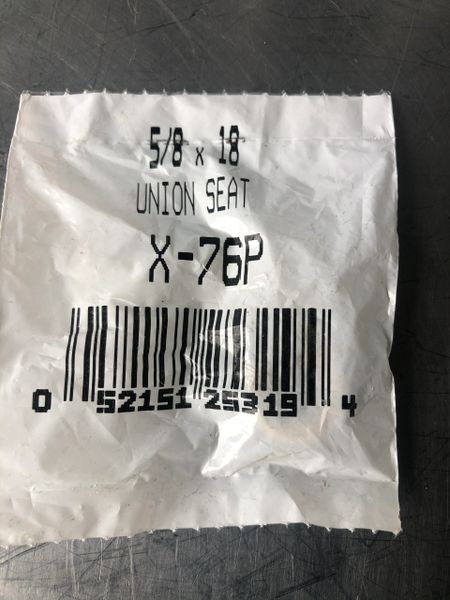 5/8 x 18
UNION SEAT
X-76P
0 52151 25319 4